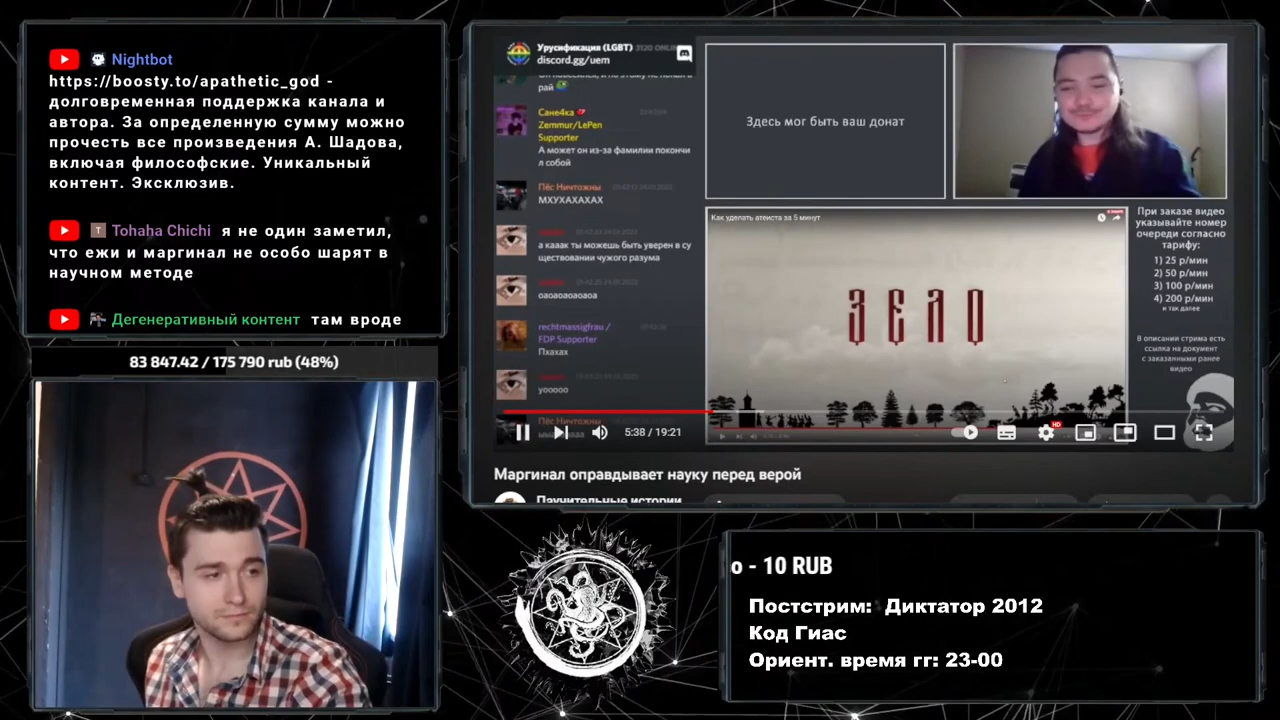 Nightbot
https://boosty.to/apathetic_god -
долговременная поддержка канала и
автора. За определенную сумму можно
прочесть все произведения А. Шадова,
включая философские. Уникальный
контент. Эксклюзив.
T Tohaha Chichi я не один заметил,
что ежи и маргинал не особо шарят в
научном методе
Дегенеративный контент там вроде
83 847.42 / 175 790 rub (48%)
Урусификация (LGBT) 3120 ONLI
discord.gg/uem
рай
Сане4ка
Zemmur/LePen
Supporter
А может он из-за фамилии покончи
л собой
Пёс Ничтожны
МХУХАХАХАХ
а кааак ты можешь быть уверен в су
ществовании чужого разума
оаоаоаоаоаоа
rechtmassigfrau /
FDP Supporter
Пхахах
уооооо
Пёс Ничтожны
Здесь мог быть ваш донат
Как уделать атеиста за 5 минут
ЗЕЛО
При заказе видео
указывайте номер
очереди согласно
тарифу:
1) 25 р/мин
2) 50 р/мин
3) 100 р/мин
4) 200 р/мин
и так далее
В описании стрима есть
ссылка на документ
с заказанными ранее
видео
5:38 / 19:21
HD
Маргинал оправдывает науку перед верой
Паучительные истории
о - 10 RUB
Постстрим: Диктатор 2012
Код Гиас
Ориент. время гг: 23-00